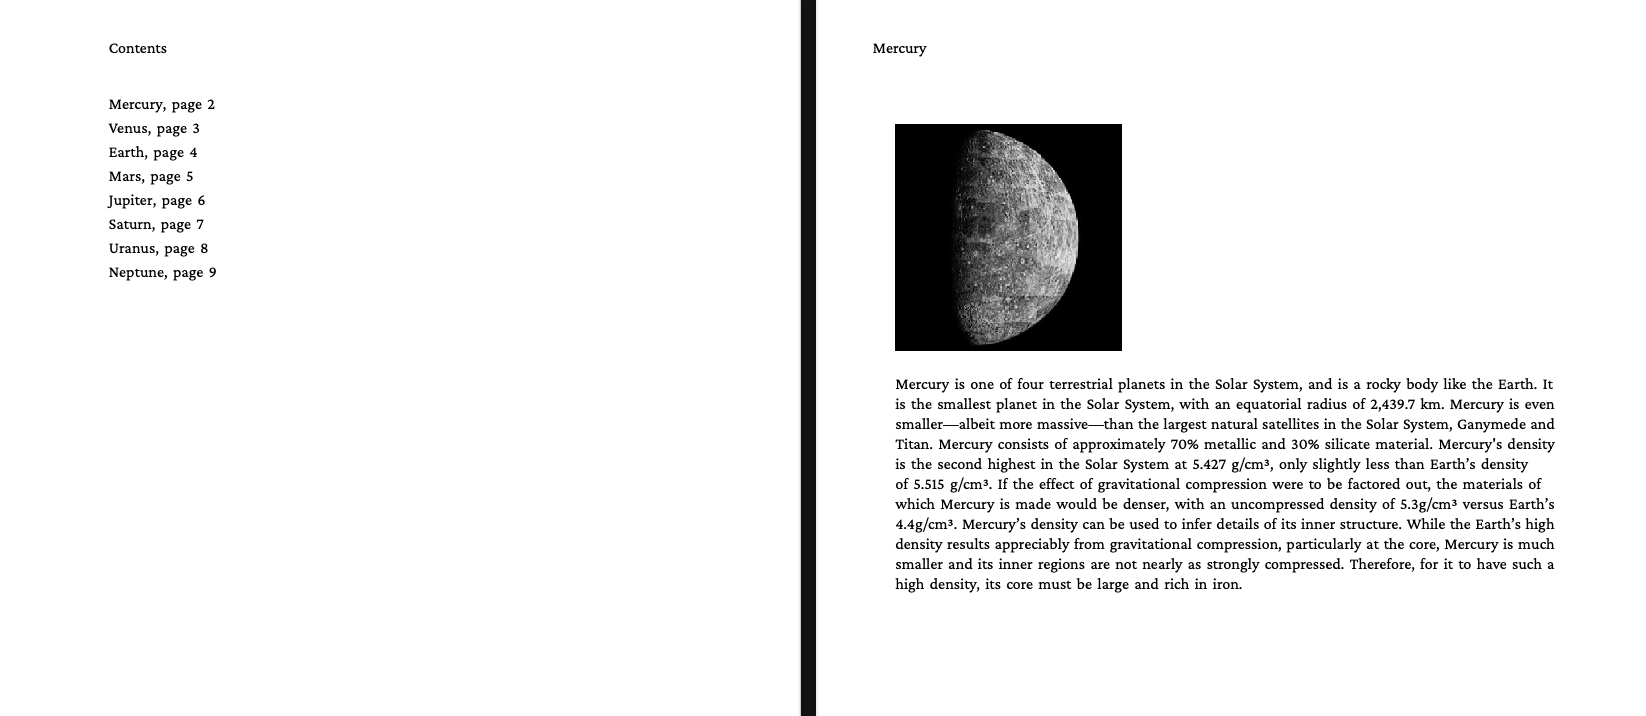 Contents
Mercury, page 2
Venus, page 3
Earth, page 4
Mars, page 5
Jupiter, page 6
Saturn, page 7
Uranus, page 8
Neptune, page 9
Mercury
Mercury is one of four terrestrial planets in the Solar System, and is a rocky body like the Earth. It
is the smallest planet in the Solar System, with an equatorial radius of 2,439.7 km. Mercury is even
smaller—albeit more massive—than the largest natural satellites in the Solar System, Ganymede and
Titan. Mercury consists of approximately 70% metallic and 30% silicate material. Mercury's density
is the second highest in the Solar System at 5.427 g/cm³, only slightly less than Earth’s density
of 5.515 g/cm³. If the effect of gravitational compression were to be factored out, the materials of
which Mercury is made would be denser, with an uncompressed density of 5.3g/cm³ versus Earth’s
4.4g/cm³. Mercury’s density can be used to infer details of its inner structure. While the Earth’s high
density results appreciably from gravitational compression, particularly at the core, Mercury is much
smaller and its inner regions are not nearly as strongly compressed. Therefore, for it to have such a
high density, its core must be large and rich in iron.